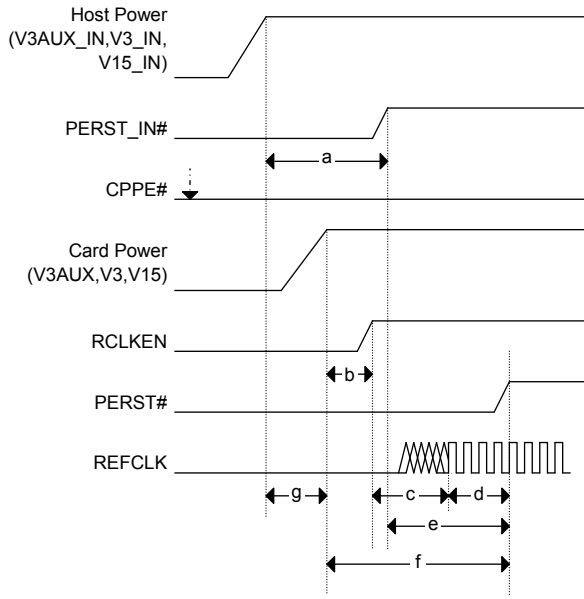 Host Power
(V3AUX_IN,V3_IN,
V15_IN)
PERST_IN#
a
CPPE#
Card Power
(V3AUX,V3,V15)
RCLKEN
b
PERST#
REFCLK
g
c
d
e
f